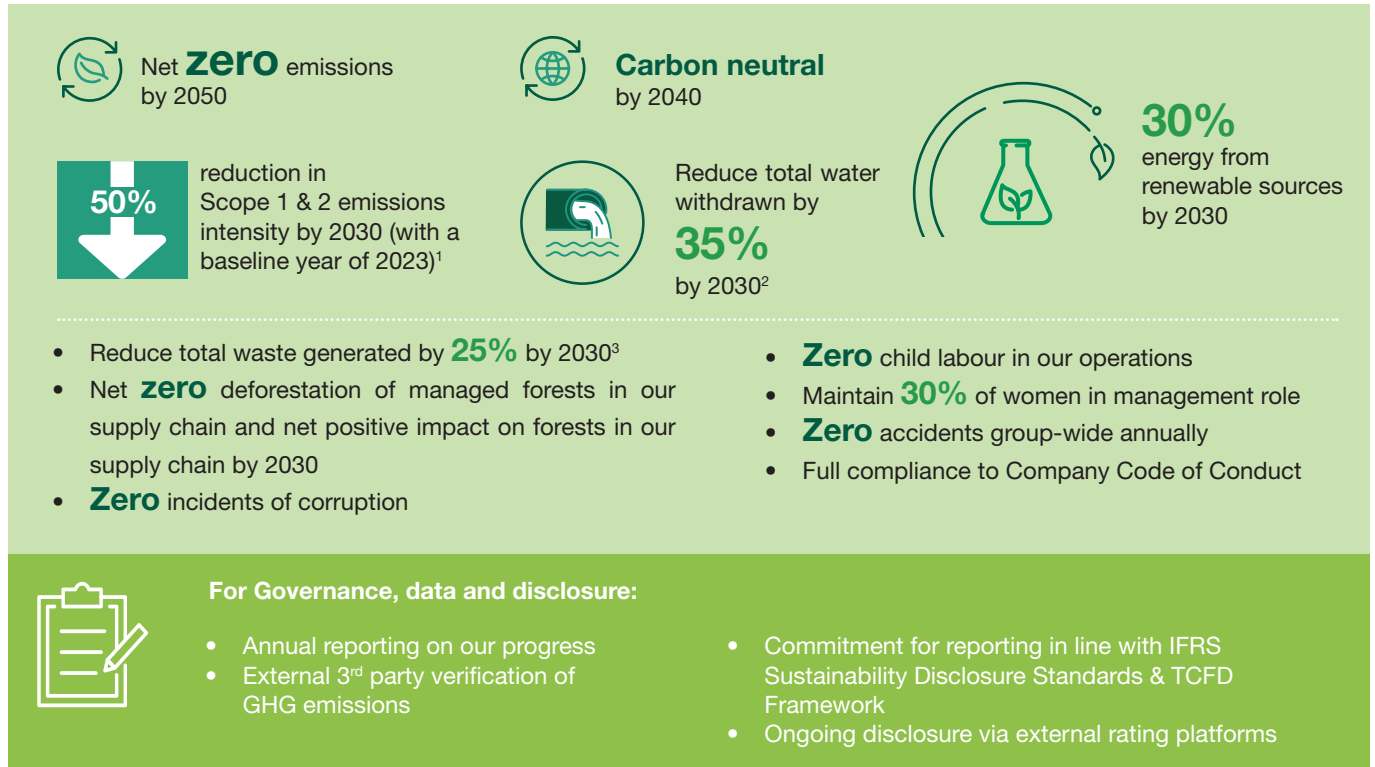 Net zero emissions
by 2050
Carbon neutral
by 2040
30%
energy from
renewable sources
by 2030
50%
reduction in
Scope 1 & 2 emissions
intensity by 2030 (with a
baseline year of 2023)¹
Reduce total water
withdrawn by
35%
by 2030²
• Reduce total waste generated by 25% by 2030³
• Net zero deforestation of managed forests in our
supply chain and net positive impact on forests in our
supply chain by 2030
• Zero incidents of corruption
• Zero child labour in our operations
• Maintain 30% of women in management role
• Zero accidents group-wide annually
• Full compliance to Company Code of Conduct
For Governance, data and disclosure:
• Annual reporting on our progress
• External 3rd party verification of
GHG emissions
• Commitment for reporting in line with IFRS
Sustainability Disclosure Standards & TCFD
Framework
• Ongoing disclosure via external rating platforms